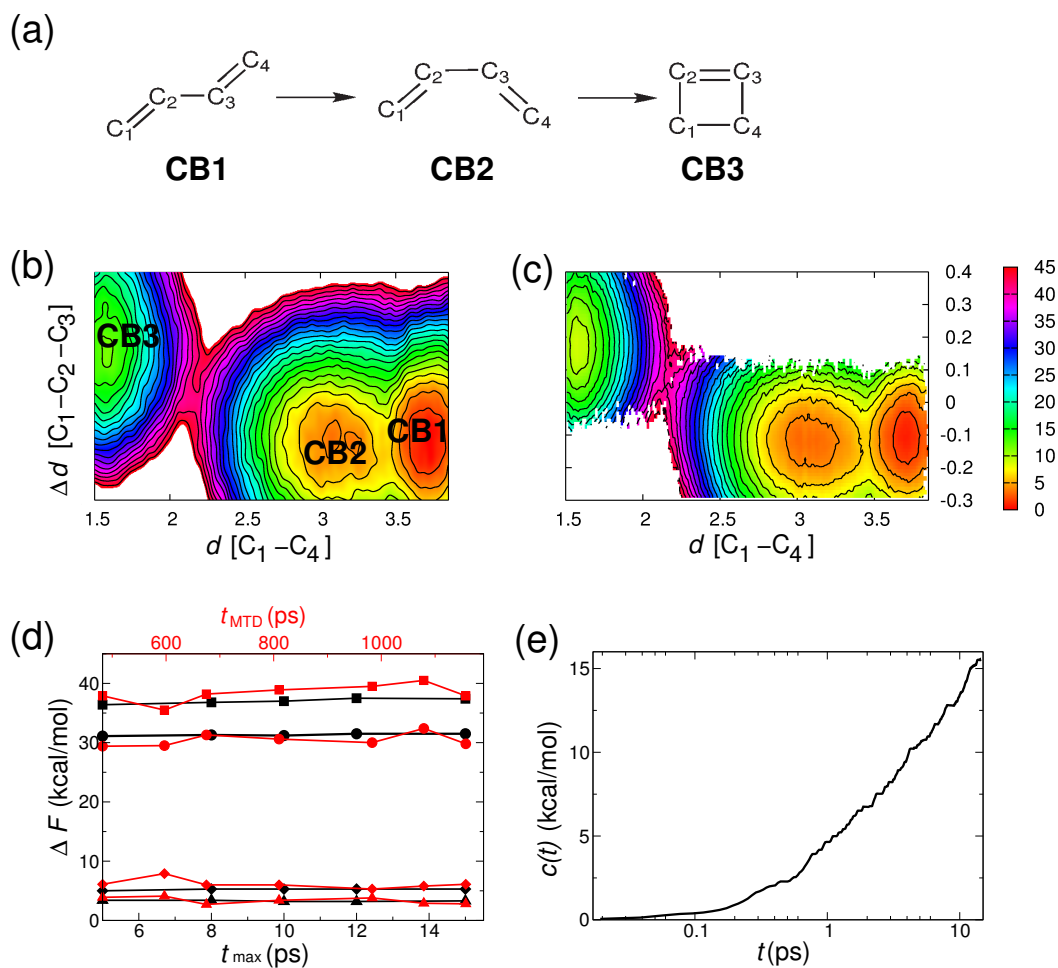 (a)
C4
C2 C3 C2 C3
C1 C3 C1 C4 C1 C4
CB1 CB2 CB3
(b) (c)
Δ d [C1 –C2 –C3]
CB3
CB2
CB1
1.5 2 2.5 3 3.5
d [C1 –C4 ]
1.5 2 2.5 3 3.5
d [C1 –C4 ]
0.4
0.3
0.2
0.1
0
-0.1
-0.2
-0.3
45
40
35
30
25
20
15
10
5
0
(d)
tMTD (ps)
600 800 1000
Δ F (kcal/mol)
40
30
20
10
0
6 8 10 12 14
tmax (ps)
(e)
c(t) (kcal/mol)
15
10
5
0
0.1 1 10
t (ps)